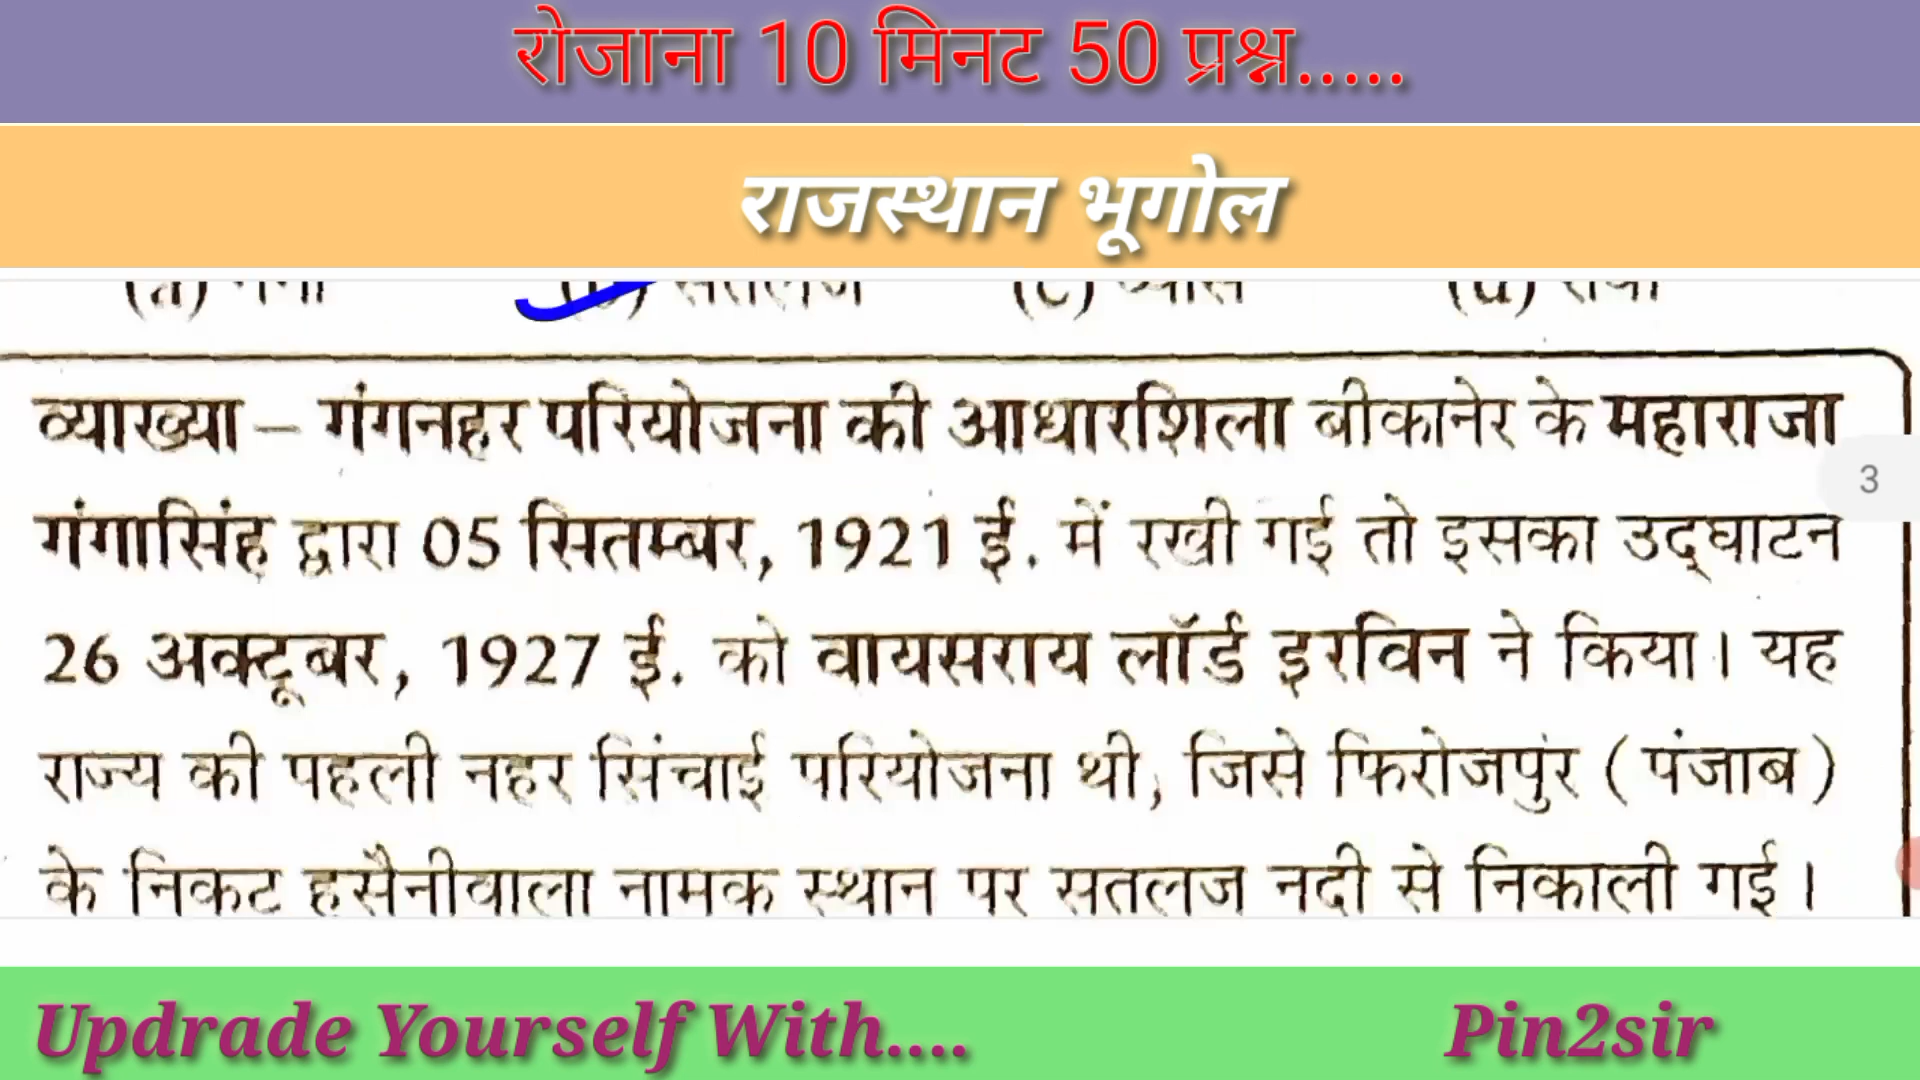 रोजाना 10 मिनट 50 प्रश्न.....
राजस्थान भूगोल
(b) सतलज (c) व्यास
व्याख्या – गंगनहर परियोजना की आधारशिला बीकानेर के महाराजा
3
गंगासिंह द्वारा 05 सितम्बर, 1921 ई. में रखी गई तो इसका उद्घाटन
26 अक्टूबर, 1927 ई. को वायसराय लॉर्ड इरविन ने किया। यह
राज्य की पहली नहर सिंचाई परियोजना थी, जिसे फिरोजपुर (पंजाब)
के निकट हुसैनीवाला नामक स्थान पर सतलज नदी से निकाली गई।
Updrade Yourself With.... Pin2sir